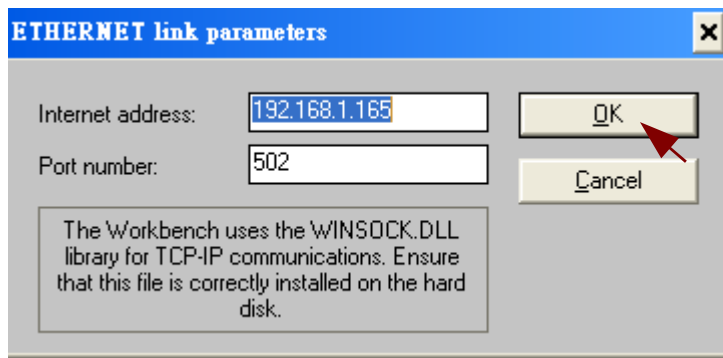 ETHERNET link parameters
Internet address: 192.168.1.165
OK
Port number: 502
Cancel
The Workbench uses the WINSOCK.DLL
library for TCP-IP communications. Ensure
that this file is correctly installed on the hard
disk.